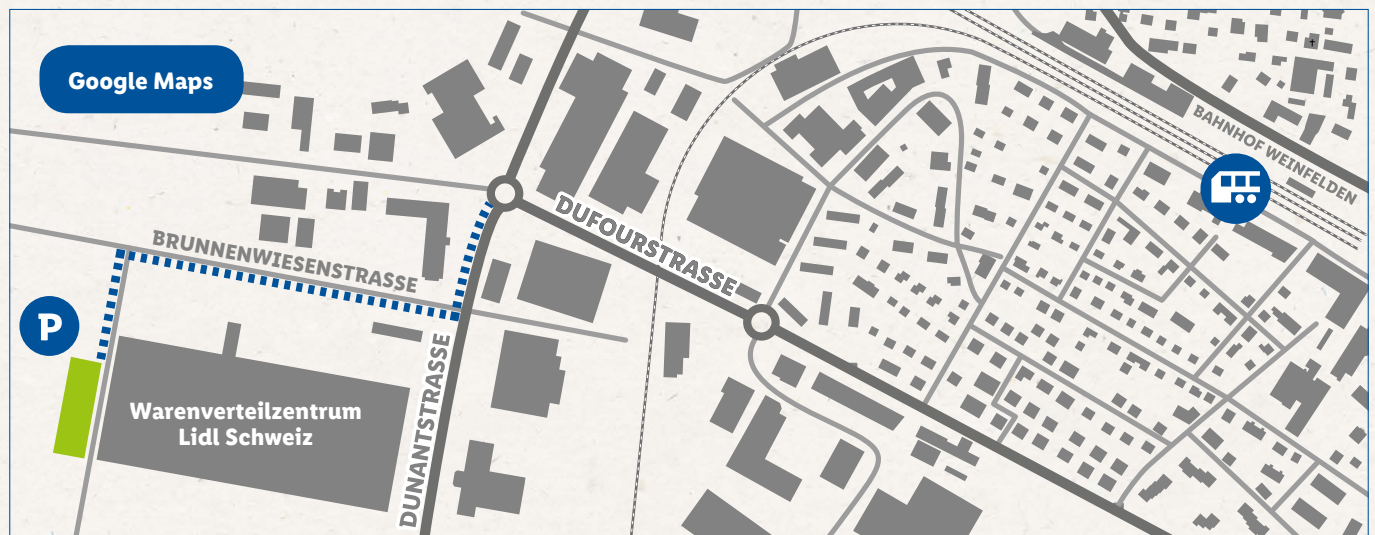 Google Maps
BAHNHOF WEINFELDEN
DUFOURSTRASSE
BRUNNENWIESENSTRASSE
P
DUNANTSTRASSE
Warenverteilzentrum
Lidl Schweiz